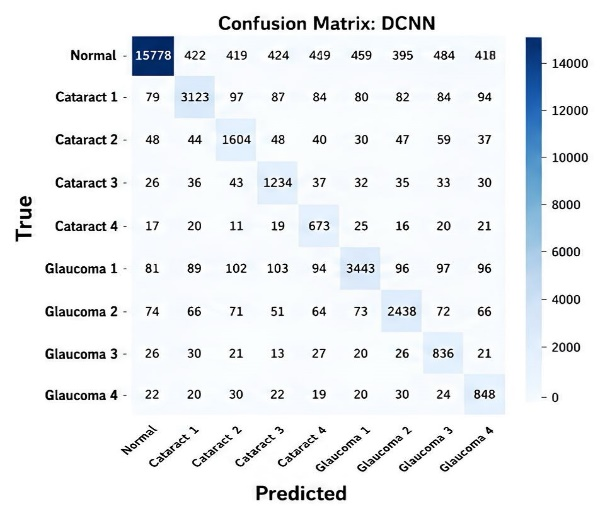 Confusion Matrix: DCNN
Normal 15778 422 419 424 449 459 395 484 418
Cataract 1 79 3123 97 87 84 80 82 84 94
Cataract 2 48 44 1604 48 40 30 47 59 37
Cataract 3 26 36 43 1234 37 32 35 33 30
Cataract 4 17 20 11 19 673 25 16 20 21
Glaucoma 1 81 89 102 103 94 3443 96 97 96
Glaucoma 2 74 66 71 51 64 73 2438 72 66
Glaucoma 3 26 30 21 13 27 20 26 836 21
Glaucoma 4 22 20 30 22 19 20 30 24 848
Normal Cataract 1 Cataract 2 Cataract 3 Cataract 4 Glaucoma 1 Glaucoma 2 Glaucoma 3 Glaucoma 4
Predicted
True
14000
12000
10000
8000
6000
4000
2000
0